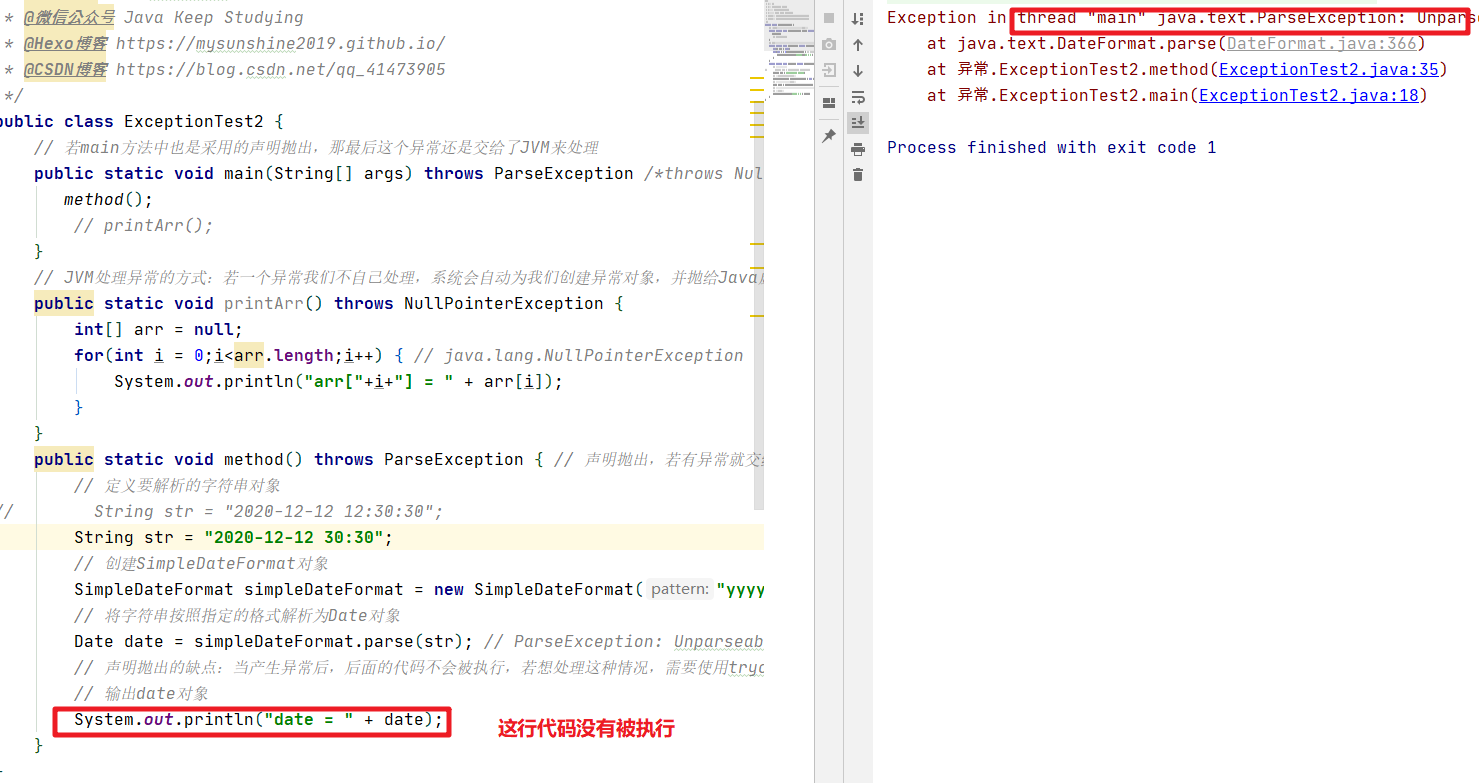 * @微信公众号 Java Keep Studying
* @Hexo博客 https://mysunshine2019.github.io/
* @CSDN博客 https://blog.csdn.net/qq_41473905
*/
public class ExceptionTest2 {
// 若main方法中也是采用的声明抛出，那最后这个异常还是交给了JVM来处理
public static void main(String[] args) throws ParseException /*throws Nul
method();
// printArr();
}
// JVM处理异常的方式：若一个异常我们不自己处理，系统会自动为我们创建异常对象，并抛给Java
public static void printArr() throws NullPointerException {
int[] arr = null;
for(int i = 0;i<arr.length;i++) { // java.lang.NullPointerException
System.out.println("arr["+i+"] = " + arr[i]);
}
}
public static void method() throws ParseException { // 声明抛出，若有异常就交
// 定义要解析的字符串对象
// String str = "2020-12-12 12:30:30";
String str = "2020-12-12 30:30";
// 创建SimpleDateFormat对象
SimpleDateFormat simpleDateFormat = new SimpleDateFormat( pattern: "yyyy
// 将字符串按照指定的格式解析为Date对象
Date date = simpleDateFormat.parse(str); // ParseException: Unparseab
// 声明抛出的缺点：当产生异常后，后面的代码不会被执行，若想处理这种情况，需要使用tryc
// 输出date对象
System.out.println("date = " + date);
这行代码没有被执行
}
Exception in thread "main" java.text.ParseException: Unparse
at java.text.DateFormat.parse(DateFormat.java:366)
at 异常.ExceptionTest2.method(ExceptionTest2.java:35)
at 异常.ExceptionTest2.main(ExceptionTest2.java:18)
Process finished with exit code 1